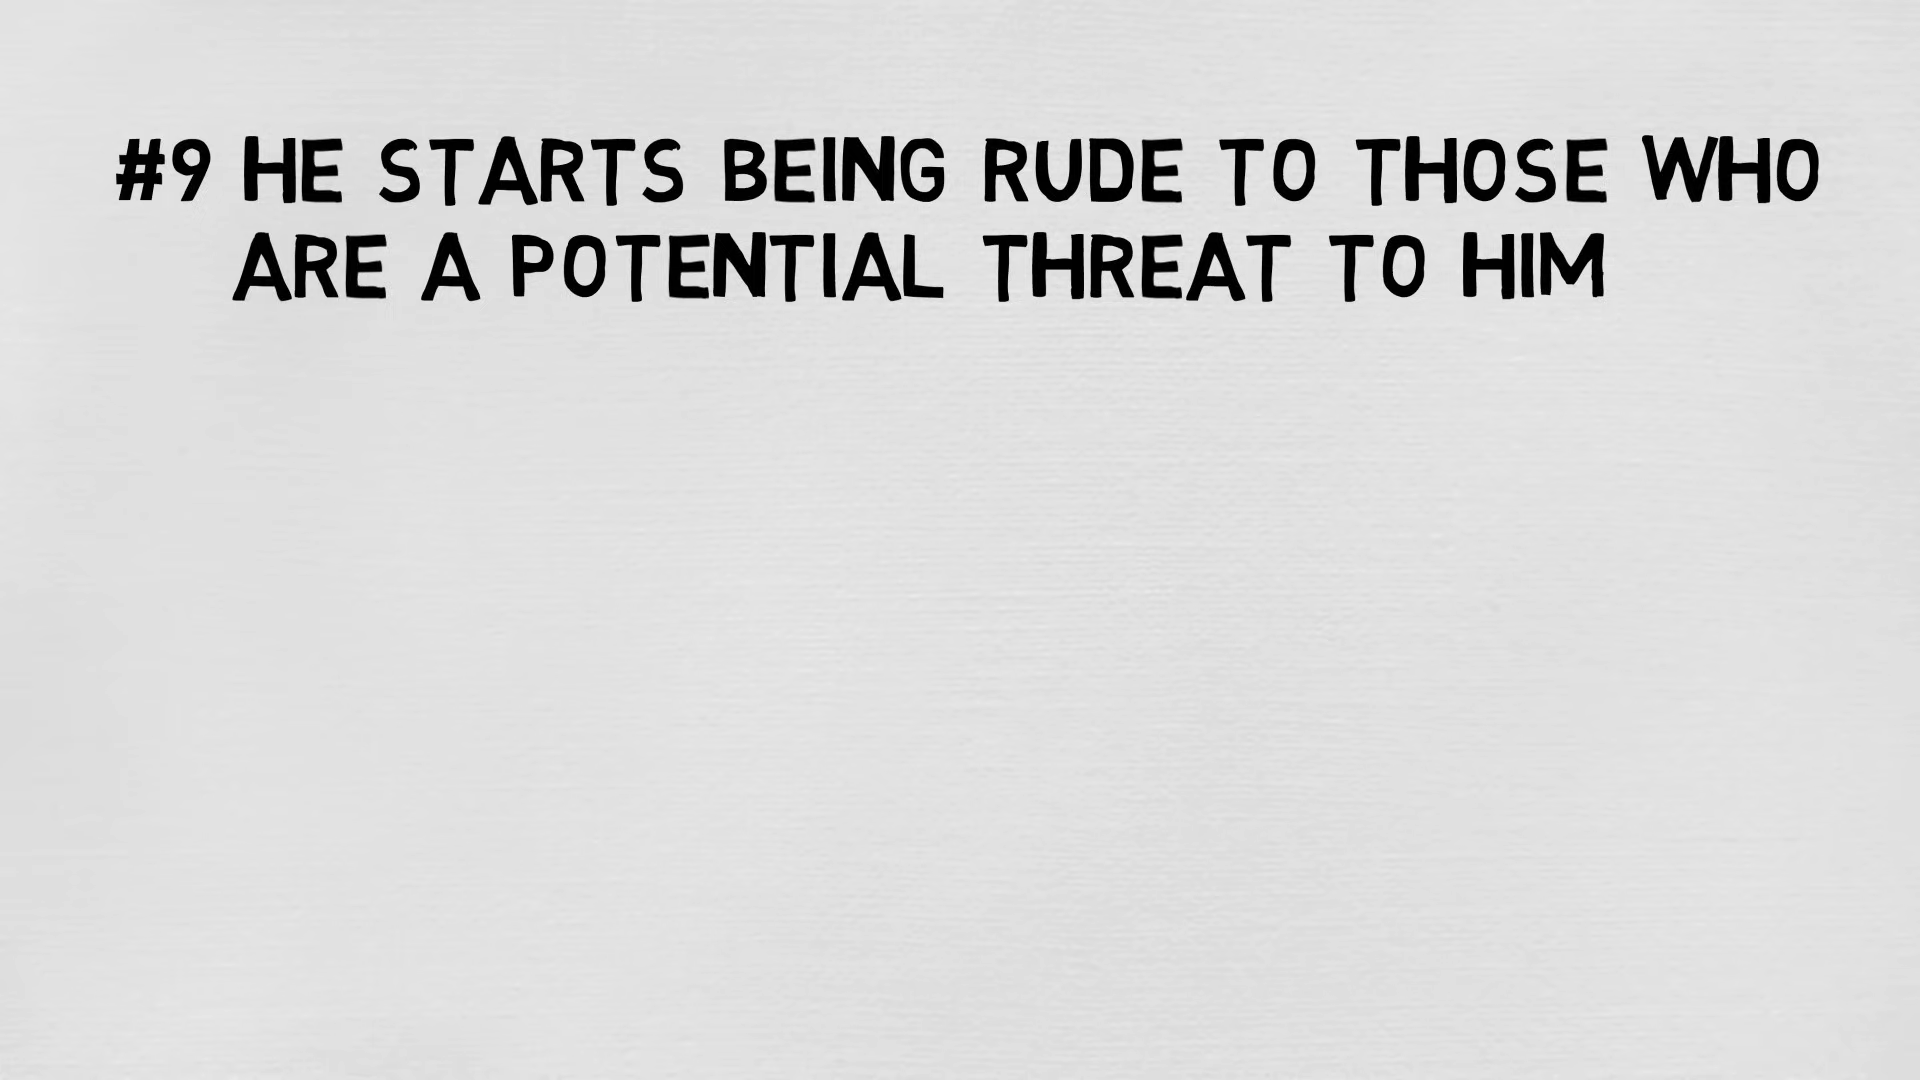 #9 HE STARTS BEING RUDE TO THOSE WHO
ARE A POTENTIAL THREAT TO HIM